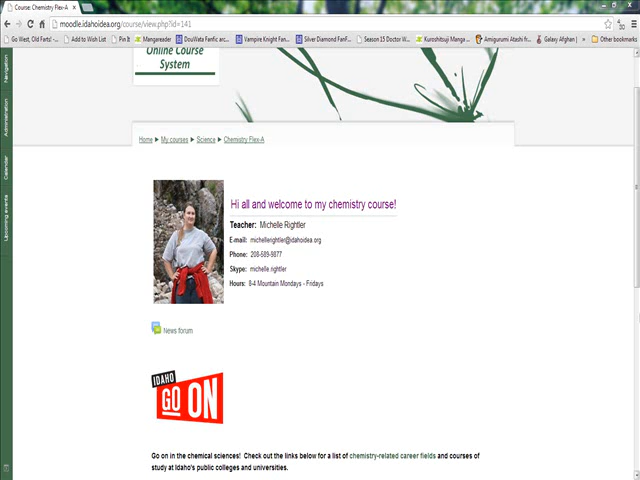 Course: Chemistry Flex-A
moodle.idahoidea.org/course/view.php?id=141
Go West, Old Farts! -...
Add to Wish List
Pin It
Mangareader
DouWata Fanfic arc...
Vampire Knight Fan...
Silver Diamond FanF...
Season 15 Doctor W...
Kuroshitsuji Manga ...
Amigurumi Atashi fr...
Galaxy Afghan |
Other bookmarks
Online Course
System
Navigation
Administration
Calendar
Upcoming events
Home ► My courses ► Science ► Chemistry Flex-A
Hi all and welcome to my chemistry course!
Teacher: Michelle Rightler
E-mail: michellerightler@idahoidea.org
Phone: 208-589-9877
Skype: michelle.rightler
Hours: 8-4 Mountain Mondays - Fridays
News forum
IDAHO
GO ON
Go on in the chemical sciences! Check out the links below for a list of chemistry-related career fields and courses of
study at Idaho's public colleges and universities.